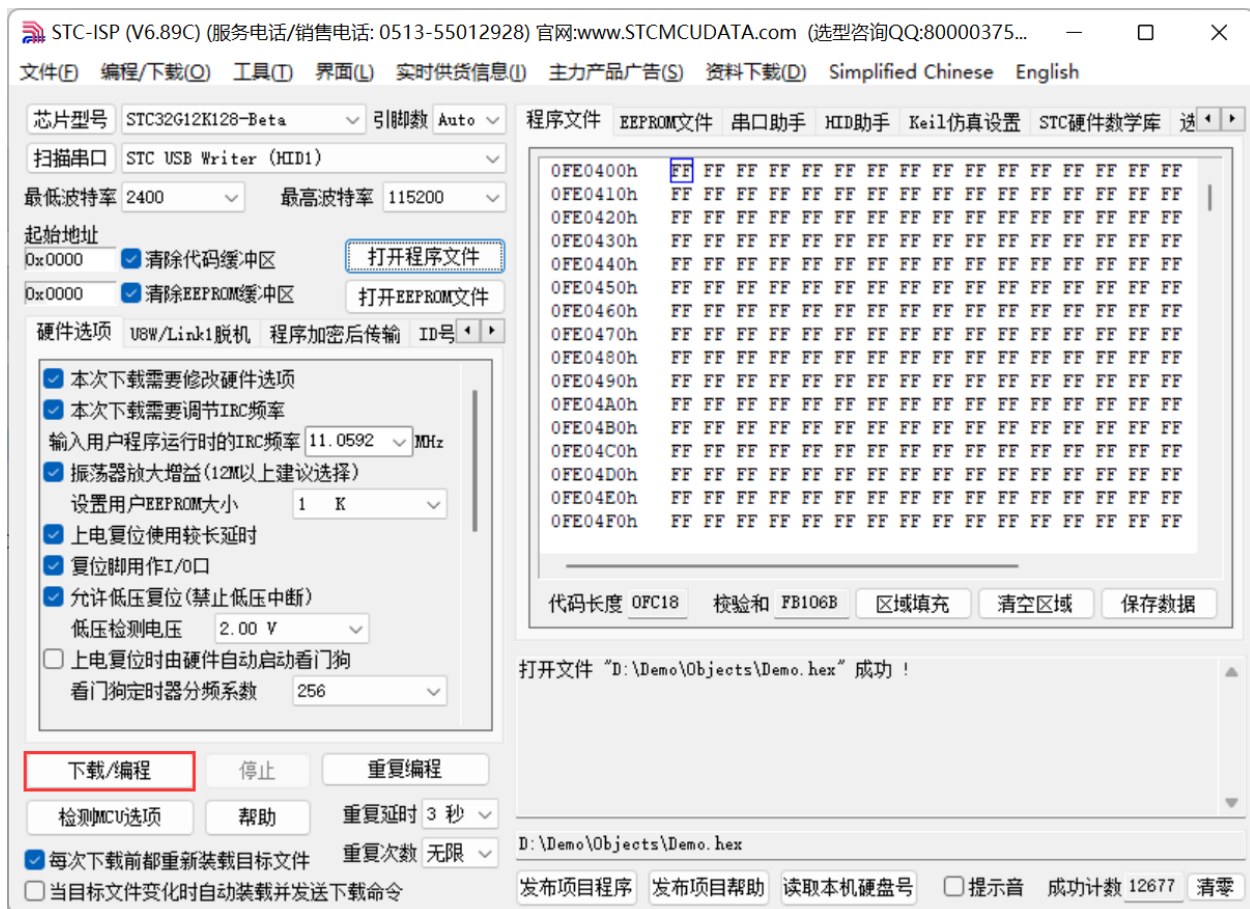 STC-ISP (V6.89C) (服务电话/销售电话: 0513-55012928) 官网:www.STCMCUDATA.com (选型咨询QQ:80000375...
文件(F) 编程/下载(O) 工具(T) 界面(L) 实时供货信息(I) 主力产品广告(S) 资料下载(D) Simplified Chinese English
芯片型号 STC32G12K128-Beta 引脚数 Auto
扫描串口 STC USB Writer (HID1)
最低波特率 2400 最高波特率 115200
起始地址
0x0000 清除代码缓冲区 打开程序文件
0x0000 清除EEPROM缓冲区 打开EEPROM文件
硬件选项 U8W/Link1脱机 程序加密后传输 ID号
本次下载需要修改硬件选项
本次下载需要调节IRC频率
输入用户程序运行时的IRC频率 11.0592 MHz
振荡器放大增益(12M以上建议选择)
设置用户EEPROM大小 1 K
上电复位使用较长延时
复位脚用作I/O口
允许低压复位(禁止低压中断)
低压检测电压 2.00 V
上电复位时由硬件自动启动看门狗
看门狗定时器分频系数 256
下载/编程 停止 重复编程
检测MCU选项 帮助 重复延时 3 秒
每次下载前都重新装载目标文件 重复次数 无限
当目标文件变化时自动装载并发送下载命令
程序文件 EEPROM文件 串口助手 HID助手 Keil仿真设置 STC硬件数学库 选
0FE0400h FF FF FF FF FF FF FF FF FF FF FF FF FF FF FF FF
0FE0410h FF FF FF FF FF FF FF FF FF FF FF FF FF FF FF FF
0FE0420h FF FF FF FF FF FF FF FF FF FF FF FF FF FF FF FF
0FE0430h FF FF FF FF FF FF FF FF FF FF FF FF FF FF FF FF
0FE0440h FF FF FF FF FF FF FF FF FF FF FF FF FF FF FF FF
0FE0450h FF FF FF FF FF FF FF FF FF FF FF FF FF FF FF FF
0FE0460h FF FF FF FF FF FF FF FF FF FF FF FF FF FF FF FF
0FE0470h FF FF FF FF FF FF FF FF FF FF FF FF FF FF FF FF
0FE0480h FF FF FF FF FF FF FF FF FF FF FF FF FF FF FF FF
0FE0490h FF FF FF FF FF FF FF FF FF FF FF FF FF FF FF FF
0FE04A0h FF FF FF FF FF FF FF FF FF FF FF FF FF FF FF FF
0FE04B0h FF FF FF FF FF FF FF FF FF FF FF FF FF FF FF FF
0FE04C0h FF FF FF FF FF FF FF FF FF FF FF FF FF FF FF FF
0FE04D0h FF FF FF FF FF FF FF FF FF FF FF FF FF FF FF FF
0FE04E0h FF FF FF FF FF FF FF FF FF FF FF FF FF FF FF FF
0FE04F0h FF FF FF FF FF FF FF FF FF FF FF FF FF FF FF FF
代码长度 0FC18 校验和 FB106B 区域填充 清空区域 保存数据
打开文件 "D:\Demo\Objects\Demo.hex" 成功 !
D:\Demo\Objects\Demo.hex
发布项目程序 发布项目帮助 读取本机硬盘号 提示音 成功计数 12677 清零